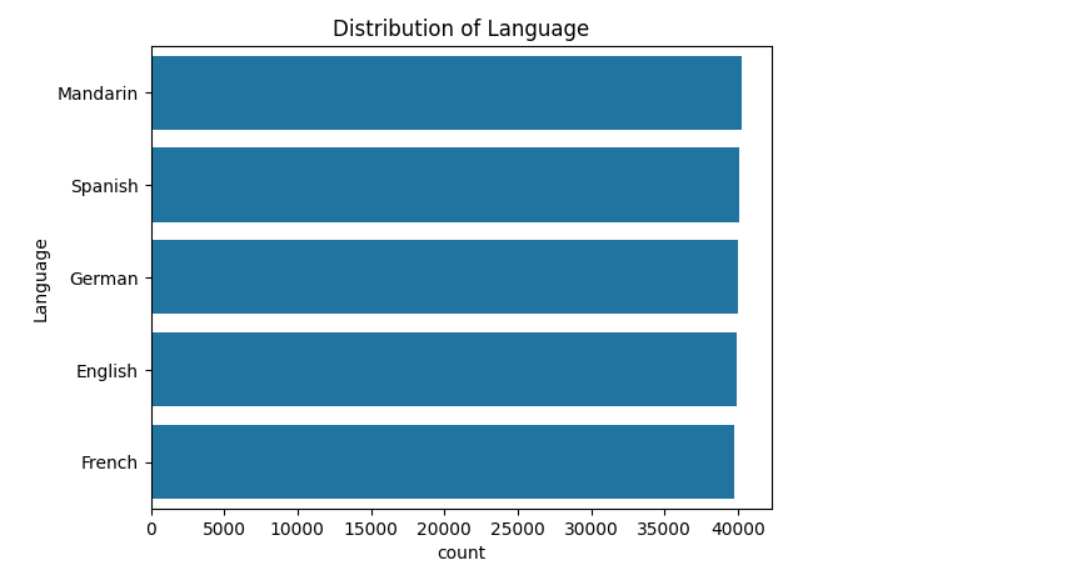 Distribution of Language
Mandarin
Spanish
German
English
French
Language
0 5000 10000 15000 20000 25000 30000 35000 40000
count